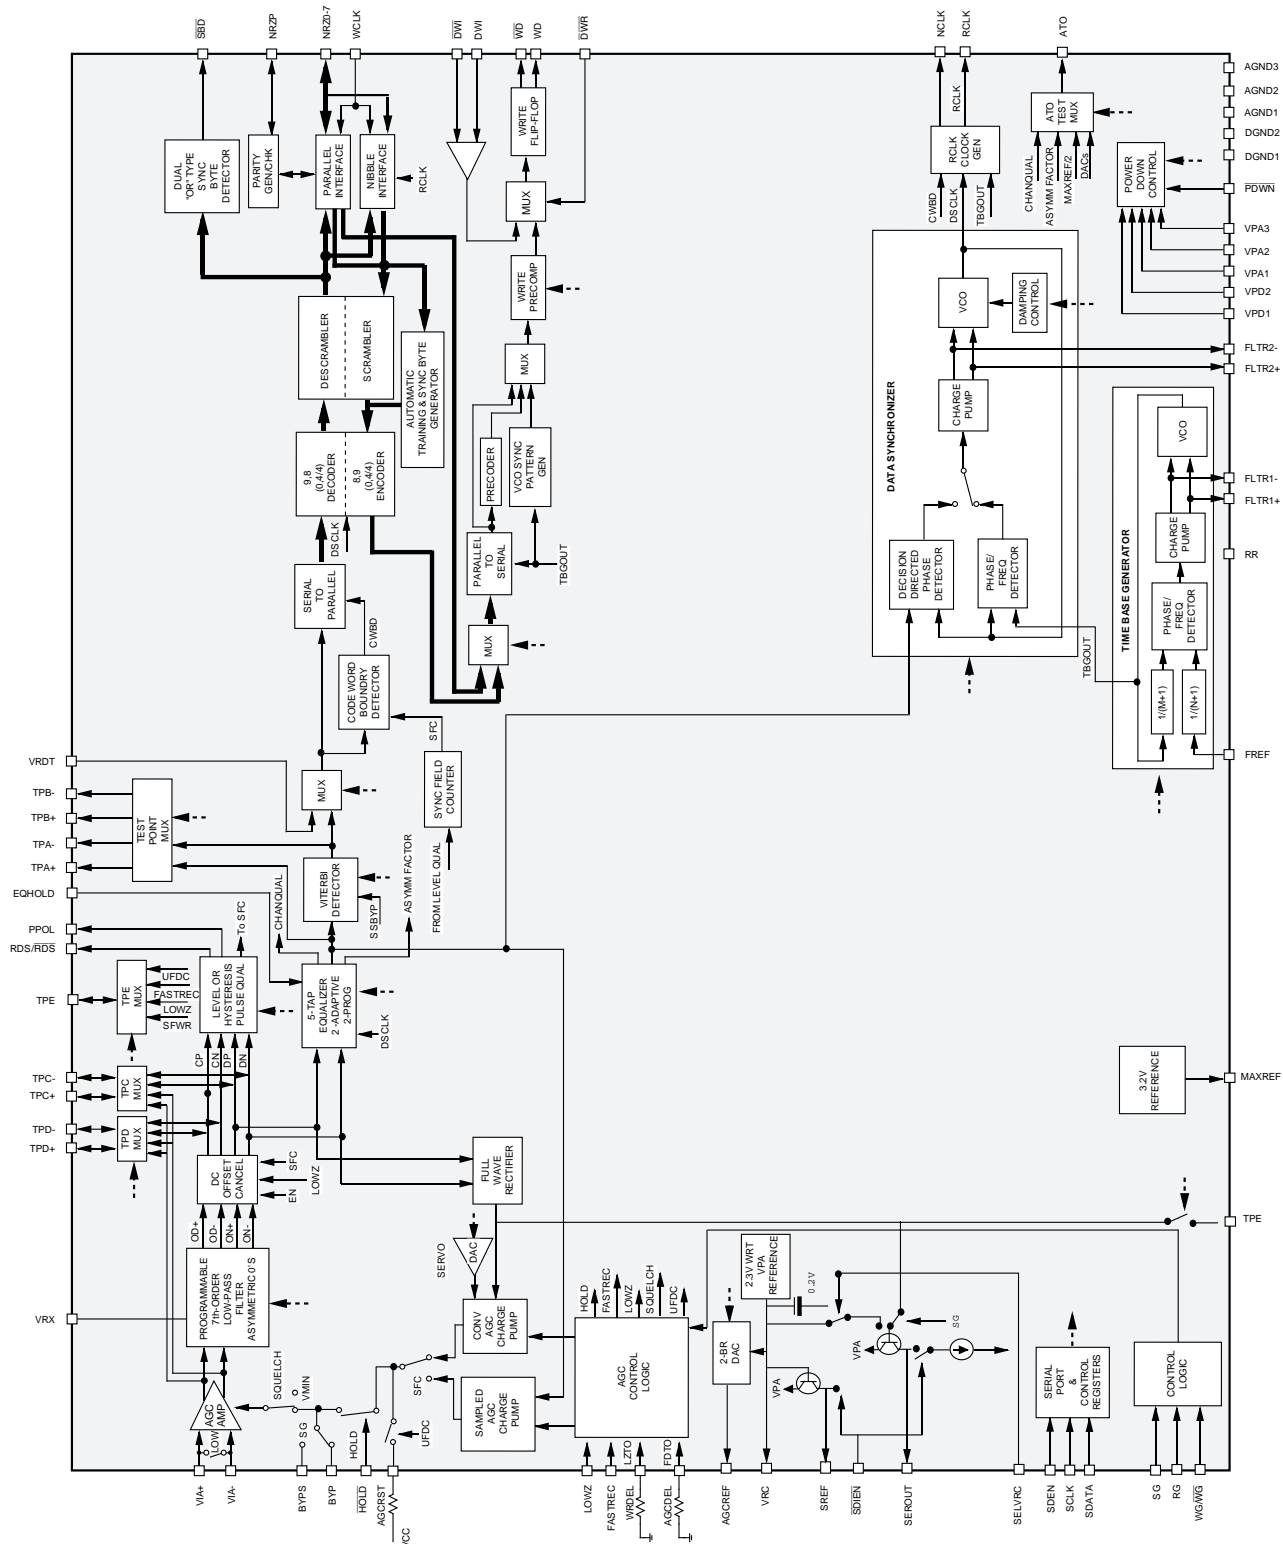 SBD
NRZP
NRZ0-7
WCLK
DWI
DWI
WD
WD
DWR
NCLK
RCLK
ATO
AGND3
AGND2
AGND1
DGND2
DGND1
PDWN
VPA3
VPA2
VPA1
VPD2
VPD1
FLTR2-
FLTR2+
FLTR1-
FLTR1+
RR
FREF
MAXREF
TPE
DUAL
"OR" TYPE
SYNC
BYTE
DETECTOR
PARITY
GEN/CHK
PARALLEL
INTERFACE
NIBBLE
INTERFACE
RCLK
WRITE
FLIP-FLOP
MUX
WRITE
PRECOMP
MUX
RCLK
RCLK
CLOCK
GEN
CWBD
DSCLK
TBGOUT
ATO
TEST
MUX
CHANQUAL
ASYMM FACTOR
MAXREF/2
DACs
POWER
DOWN
CONTROL
DESCRAMBLER
SCRAMBLER
AUTOMATIC
TRAINING & SYNC BYTE
GENERATOR
9,8
(0,4/4)
DECODER
8,9
(0,4/4)
ENCODER
DSCLK
PRECODER
VCO SYNC
PATTERN
GEN
PARALLEL
TO
SERIAL
TBGOUT
MUX
SERIAL
TO
PARALLEL
CWBD
CODE WORD
BOUNDRY
DETECTOR
SFC
SYNC FIELD
COUNTER
FROM LEVEL QUAL
MUX
DATA SYNCHRONIZER
VCO
DAMPING
CONTROL
CHARGE
PUMP
DECISION
DIRECTED
PHASE
DETECTOR
PHASE/
FREQ
DETECTOR
TBGOUT
TIME BASE GENERATOR
VCO
CHARGE
PUMP
PHASE/
FREQ
DETECTOR
1/(M+1)
1/(N+1)
VRDT
TPB-
TPB+
TPA-
TPA+
EQHOLD
PPOL
RDS/RDS
TPE
TPC-
TPC+
TPD-
TPD+
VRX
TEST
POINT
MUX
VITERBI
DETECTOR
SSBYP
CHANQUAL
ASYMM FACTOR
To SFC
TPE
MUX
UFDC
FASTREC
LOWZ
SFWR
LEVEL OR
HYSTERESIS
PULSE QUAL
5-TAP
EQUALIZER
2-ADAPTIVE
2-PROG
DSCLK
CP
CN
DP
DN
TPC
MUX
TPD
MUX
DC
OFFSET
CANCEL
SFC
LOWZ
EN
OD+
OD-
ON+
ON-
PROGRAMMABLE
7th-ORDER
LOW-PASS
FILTER
ASYMMETRIC 0'S
FULL
WAVE
RECTIFIER
SERVO
DAC
CONV
AGC
CHARGE
PUMP
SAMPLED
AGC
CHARGE
PUMP
AGC
CONTROL
LOGIC
HOLD
FASTREC
LOWZ
SQUELCH
UFDC
2.3V WRT
VPA
REFERENCE
0.2V
2-BR
DAC
VPA
VPA
SG
3.2V
REFERENCE
SERIAL
PORT
&
CONTROL
REGISTERS
CONTROL
LOGIC
AGC
AMP
LOW
SQUELCH
VMIN
SG
HOLD
SFC
UFDC
LZTO
FDTO
VIA+
VIA-
BYPS
BYP
HOLD
AGCRST
VCC
LOWZ
FASTREC
WRDEL
AGCDEL
AGCREF
VRC
SREF
SDIEN
SEROUT
SELVRC
SDEN
SCLK
SDATA
SG
RG
WG/WG